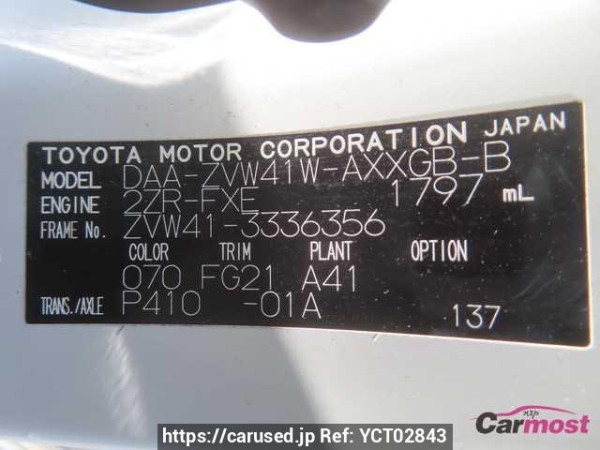 TOYOTA MOTOR CORPORATION JAPAN
MODEL DAA-ZVW41W-AXXGB-B
ENGINE 2ZR-FXE 1797 mL
FRAME No. ZVW41-3336356
COLOR TRIM PLANT OPTION
070 FG21 A41
TRANS./AXLE P410 -01A
137
https://carused.jp Ref: YCT02843
Carmost